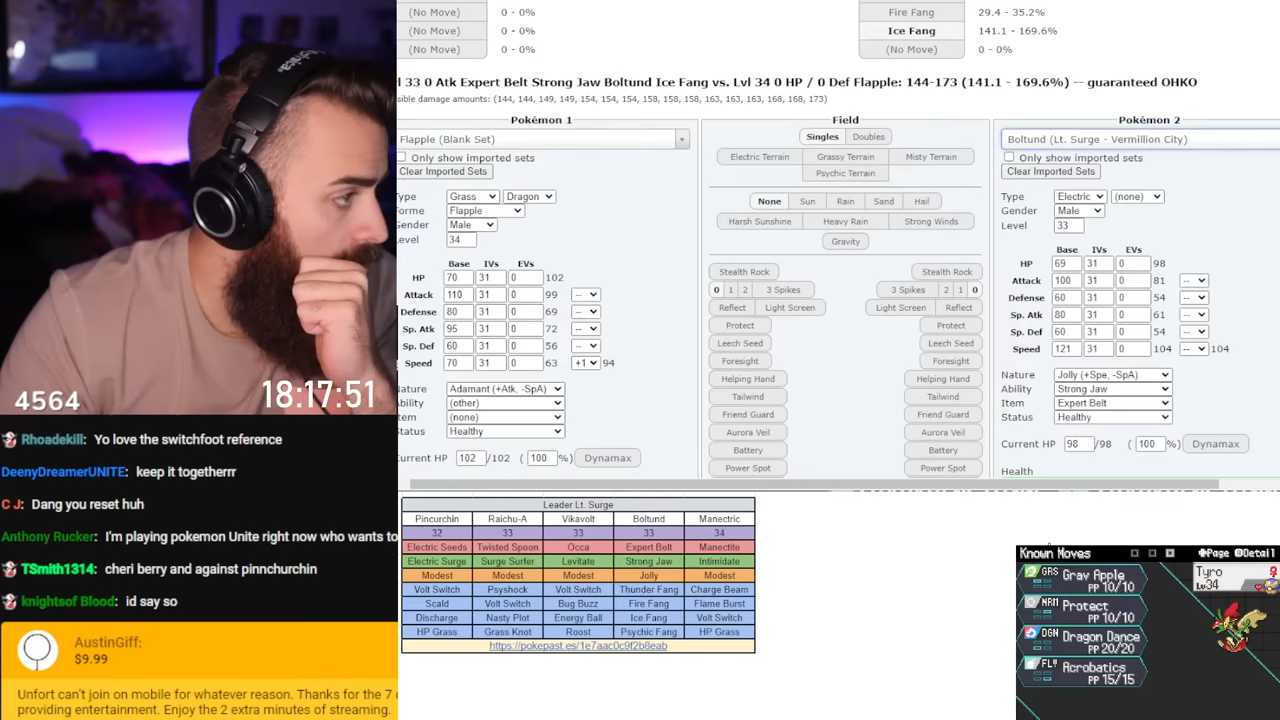 (No Move) 0 - 0%
(No Move) 0 - 0%
(No Move) 0 - 0%
Fire Fang 29.4 - 35.2%
Ice Fang 141.1 - 169.6%
(No Move) 0 - 0%
l 33 0 Atk Expert Belt Strong Jaw Boltund Ice Fang vs. Lvl 34 0 HP / 0 Def Flapple: 144-173 (141.1 - 169.6%) -- guaranteed OHKO
sible damage amounts: (144, 144, 149, 149, 154, 154, 154, 158, 158, 158, 163, 163, 163, 168, 168, 173)
Pokémon 1
Flapple (Blank Set)
Only show imported sets
Clear Imported Sets
Type Grass Dragon
Forme Flapple
Gender Male
Level 34
Base IVs EVs
HP 70 31 0 102
Attack 110 31 0 99 --
Defense 80 31 0 69 --
Sp. Atk 95 31 0 72 --
Sp. Def 60 31 0 56 --
Speed 70 31 0 63 +1 94
Nature Adamant (+Atk, -SpA)
Ability (other)
tem (none)
Status Healthy
Current HP 102 /102 ( 100 %) Dynamax
Field
Singles Doubles
Electric Terrain Grassy Terrain Misty Terrain
Psychic Terrain
None Sun Rain Sand Hail
Harsh Sunshine Heavy Rain Strong Winds
Gravity
Stealth Rock Stealth Rock
0 1 2 3 Spikes 3 Spikes 2 1 0
Reflect Light Screen Light Screen Reflect
Protect Protect
Leech Seed Leech Seed
Foresight Foresight
Helping Hand Helping Hand
Tailwind Tailwind
Friend Guard Friend Guard
Aurora Veil Aurora Veil
Battery Battery
Power Spot Power Spot
Pokémon 2
Boltund (Lt. Surge - Vermillion City)
Only show imported sets
Clear Imported Sets
Type Electric (none)
Gender Male
Level 33
Base IVs EVs
HP 69 31 0 98
Attack 100 31 0 81 --
Defense 60 31 0 54 --
Sp. Atk 80 31 0 61 --
Sp. Def 60 31 0 54 --
Speed 121 31 0 104 -- 104
Nature Jolly (+Spe, -SpA)
Ability Strong Jaw
Item Expert Belt
Status Healthy
Current HP 98 /98 ( 100 %) Dynamax
Health
4564
18:17:51
Rhoadekill: Yo love the switchfoot reference
DeenyDreamerUNITE: keep it togetherrr
C J: Dang you reset huh
Anthony Rucker: I'm playing pokemon Unite right now who wants to
TSmith1314: cheri berry and against pinnchurchin
knightsof Blood: id say so
AustinGiff:
$9.99
Unfort can't join on mobile for whatever reason. Thanks for the 7
providing entertainment. Enjoy the 2 extra minutes of streaming.
Leader Lt. Surge
Pincurchin Raichu-A Vikavolt Boltund Manectric
32 33 33 33 34
Electric Seeds Twisted Spoon Occa Expert Belt Manectite
Electric Surge Surge Surfer Levitate Strong Jaw Intimidate
Modest Modest Modest Jolly Modest
Volt Switch Psyshock Volt Switch Thunder Fang Charge Beam
Scald Volt Switch Bug Buzz Fire Fang Flame Burst
Discharge Nasty Plot Energy Ball Ice Fang Volt Switch
HP Grass Grass Knot Roost Psychic Fang HP Grass
https://pokepast.es/1e7aac0c9f2b8eab
Known Moves Page Detail
GRS Grav Apple
PP 10/10
NRM Protect
PP 10/10
DGN Dragon Dance
PP 20/20
FLY Acrobatics
PP 15/15
Tyro
Lv34